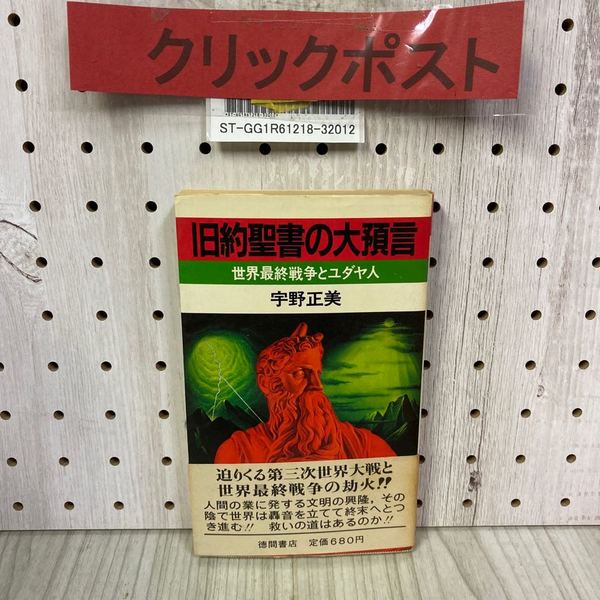 クリックポスト
ST-GG1R61218-32012
旧約聖書の大預言
世界最終戦争とユダヤ人
宇野正美
迫りくる第三次世界大戦と
世界最終戦争の劫火!!
人間の業に発する文明の興隆，その
陰で世界は轟音を立てて終末へとつ
き進む!! 救いの道はあるのか!!
徳間書店 定価680円